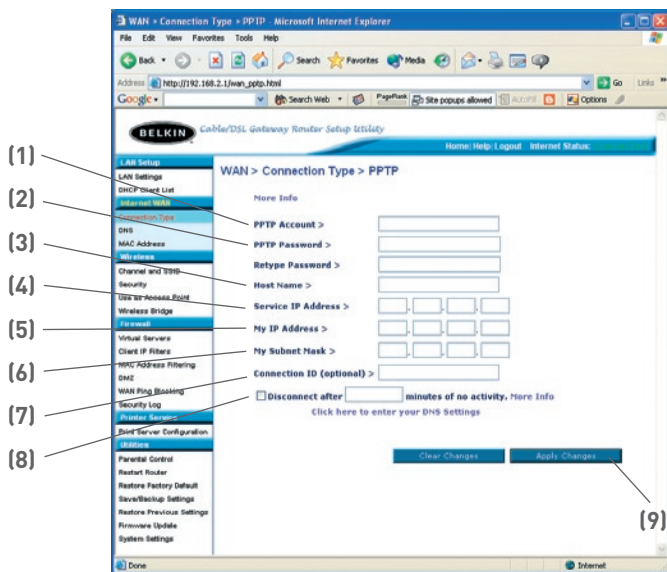 WAN > Connection Type > PPTP - Microsoft Internet Explorer
File Edit View Favorites Tools Help
Back Search Favorites Media
Address http://192.168.2.1/wan_pptp.html Go Links
Google Search Web PageRank Site popups allowed AutoFill Options
BELKIN Cable/DSL Gateway Router Setup Utility
Home|Help|Logout Internet Status:
LAN Setup
LAN Settings
DHCP Client List
Internet WAN
Connection Type
DNS
MAC Address
Wireless
Channel and SSID
Security
Use as Access Point
Wireless Bridge
Firewall
Virtual Servers
Client IP Filters
MAC Address Filtering
DMZ
WAN Ping Blocking
Security Log
Printer Service
Print Server Configuration
Utilities
Parental Control
Restart Router
Restore Factory Default
Save/Backup Settings
Restore Previous Settings
Firmware Update
System Settings
WAN > Connection Type > PPTP
More Info
(1) PPTP Account >
(2) PPTP Password >
Retype Password >
(3) Host Name >
(4) Service IP Address >
(5) My IP Address >
(6) My Subnet Mask >
(7) Connection ID (optional) >
(8) Disconnect after minutes of no activity. More Info
Click here to enter your DNS Settings
Clear Changes Apply Changes
(9)
Done Internet